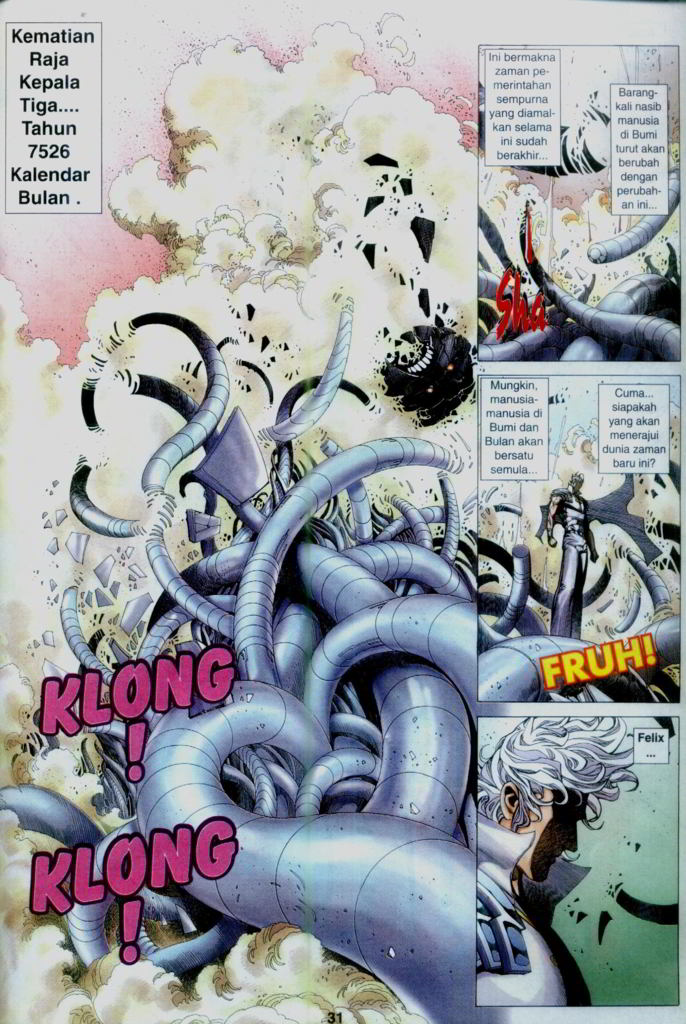 Kematian
Raja
Kepala
Tiga....
Tahun
7526
Kalendar
Bulan .
Ini bermakna
zaman pe-
merintahan
sempurna
yang diamal-
kan selama
ini sudah
berakhir...
Barang-
kali nasib
manusia
di Bumi
turut akan
berubah
dengan
perubah-
an ini...
Sha
Mungkin,
manusia-
manusia di
Bumi dan
Bulan akan
bersatu
semula...
Cuma...
siapakah
yang akan
menerajui
dunia zaman
baru ini?
FRUH!
KLONG
!
KLONG
!
Felix
...
31